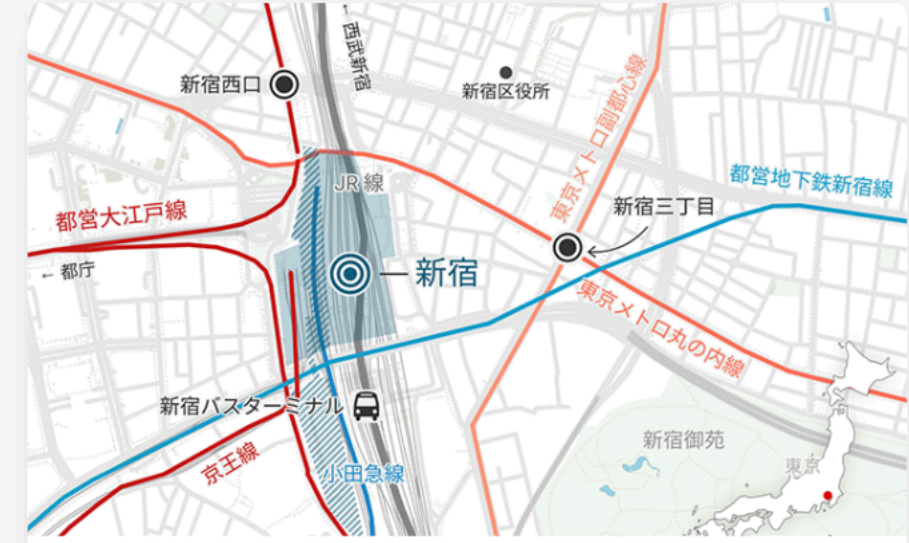 ← 西武新宿
新宿西口
新宿区役所
東京メトロ副都心線
JR 線
都営地下鉄新宿線
都営大江戸線
新宿三丁目
← 都庁
新宿
東京メトロ丸の内線
新宿バスターミナル
京王線
小田急線
新宿御苑
東京